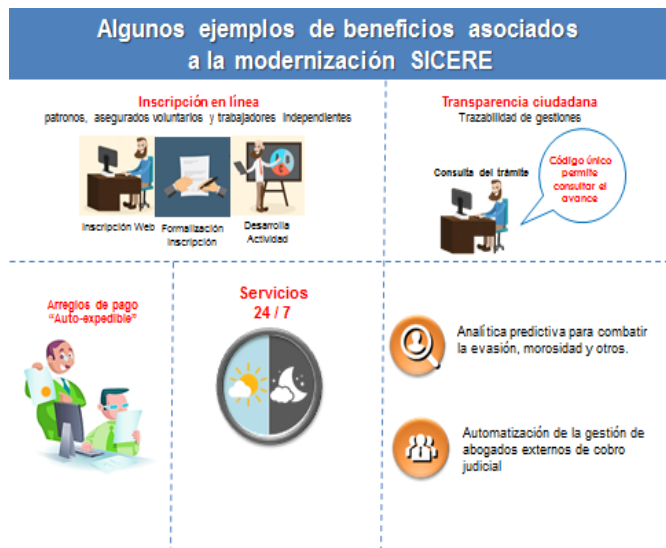 Algunos ejemplos de beneficios asociados
a la modernización SICERE
Inscripción en línea
patronos, asegurados voluntarios y trabajadores Independientes
Inscripción Web
Formalización
Inscripción
Desarrolla
Actividad
Transparencia ciudadana
Trazabilidad de gestiones
Consulta del trámite
Código único
permite
consultar el
avance
Arreglos de pago
“Auto-expedible”
Servicios
24 / 7
Analítica predictiva para combatir
la evasión, morosidad y otros.
Automatización de la gestión de
abogados externos de cobro
judicial